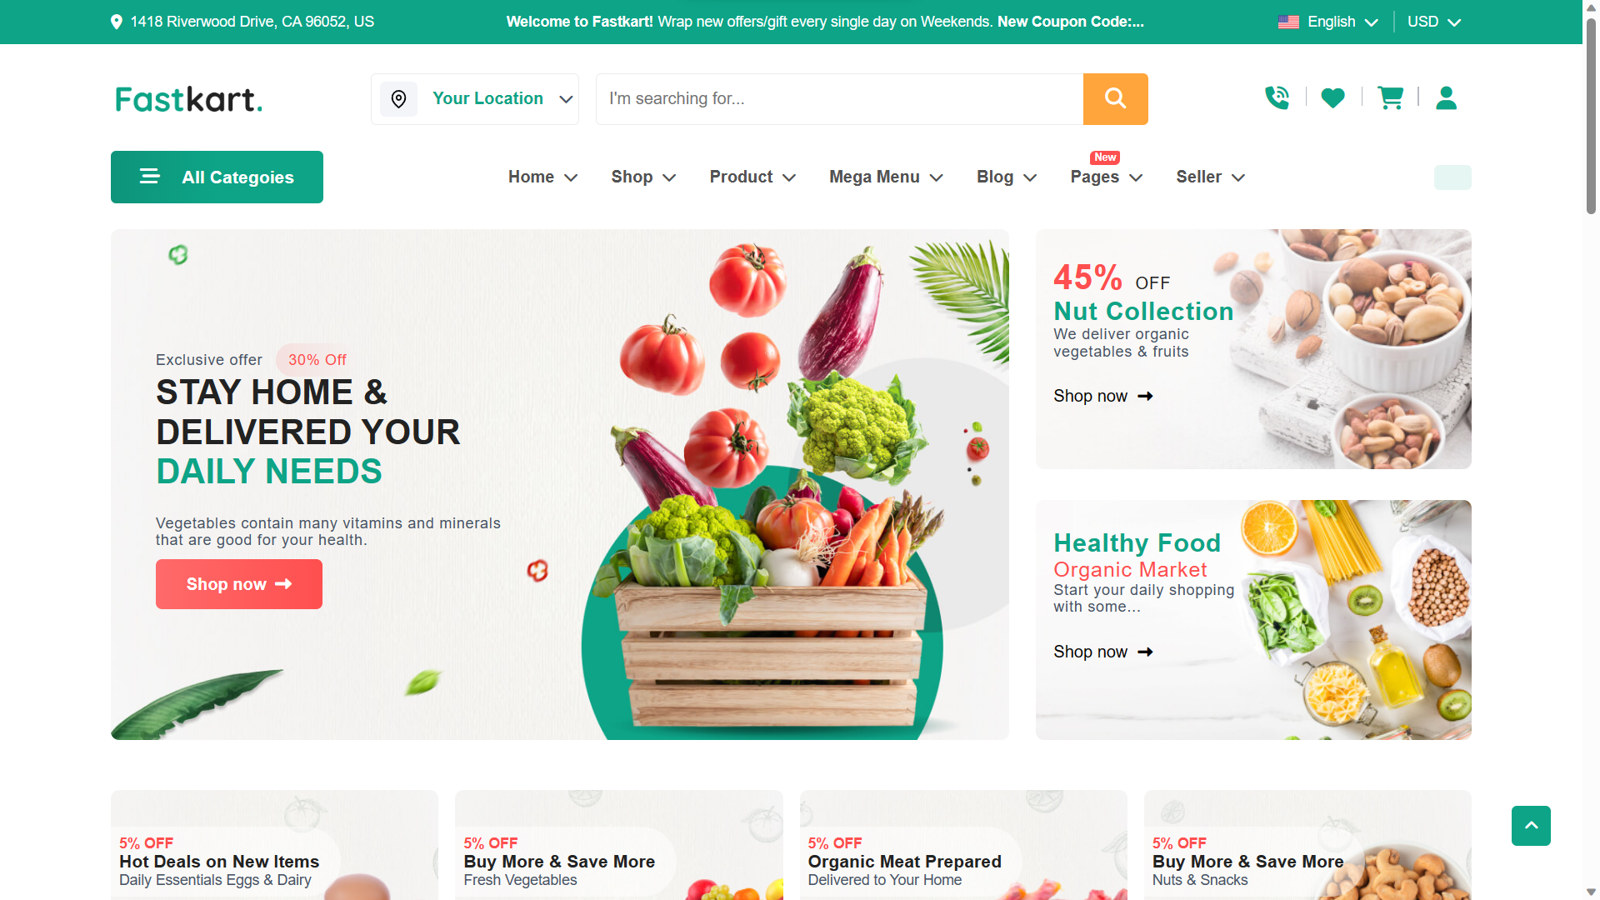 1418 Riverwood Drive, CA 96052, US
Welcome to Fastkart! Wrap new offers/gift every single day on Weekends. New Coupon Code:...
English
USD
Fastkart.
Your Location
I'm searching for...
All Categoies
Home
Shop
Product
Mega Menu
Blog
New
Pages
Seller
Exclusive offer 30% Off
STAY HOME &
DELIVERED YOUR
DAILY NEEDS
Vegetables contain many vitamins and minerals
that are good for your health.
Shop now
45% OFF
Nut Collection
We deliver organic
vegetables & fruits
Shop now
Healthy Food
Organic Market
Start your daily shopping
with some...
Shop now
5% OFF
Hot Deals on New Items
Daily Essentials Eggs & Dairy
5% OFF
Buy More & Save More
Fresh Vegetables
5% OFF
Organic Meat Prepared
Delivered to Your Home
5% OFF
Buy More & Save More
Nuts & Snacks